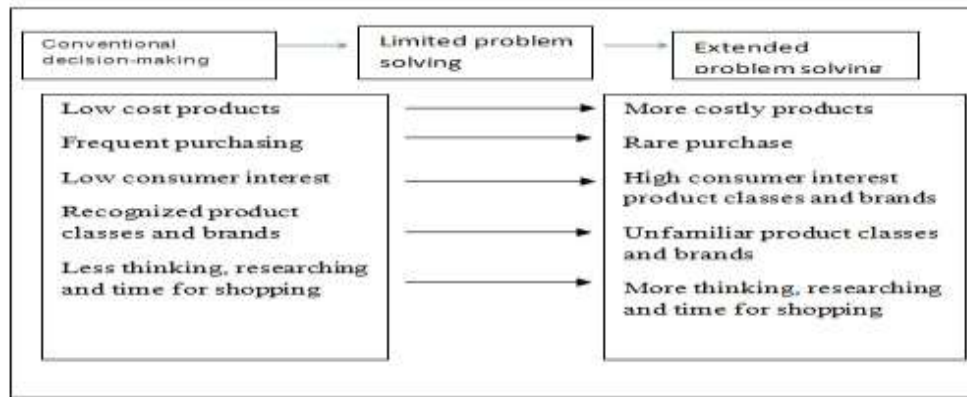 Conventional
decision-making
Limited problem
solving
Extended
problem solving
Low cost products
Frequent purchasing
Low consumer interest
Recognized product
classes and brands
Less thinking, researching
and time for shopping
More costly products
Rare purchase
High consumer interest
product classes and brands
Unfamiliar product classes
and brands
More thinking, researching
and time for shopping